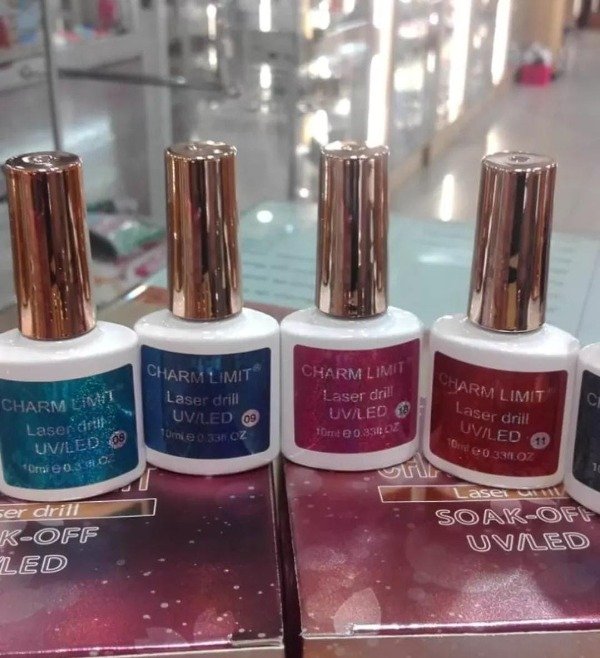 CHARM LIMIT
Laser drill
UV/LED 08
10ml e 0.33fl.OZ
CHARM LIMIT®
Laser drill
UV/LED 09
10ml e 0.33fl.OZ
CHARM LIMIT®
Laser drill
UV/LED
10ml e 0.33fl.OZ
CHARM LIMIT®
Laser drill
UV/LED 11
10ml e 0.33fl.OZ
ser drill
K-OFF
/LED
Laser drill
SOAK-OFF
UV/LED